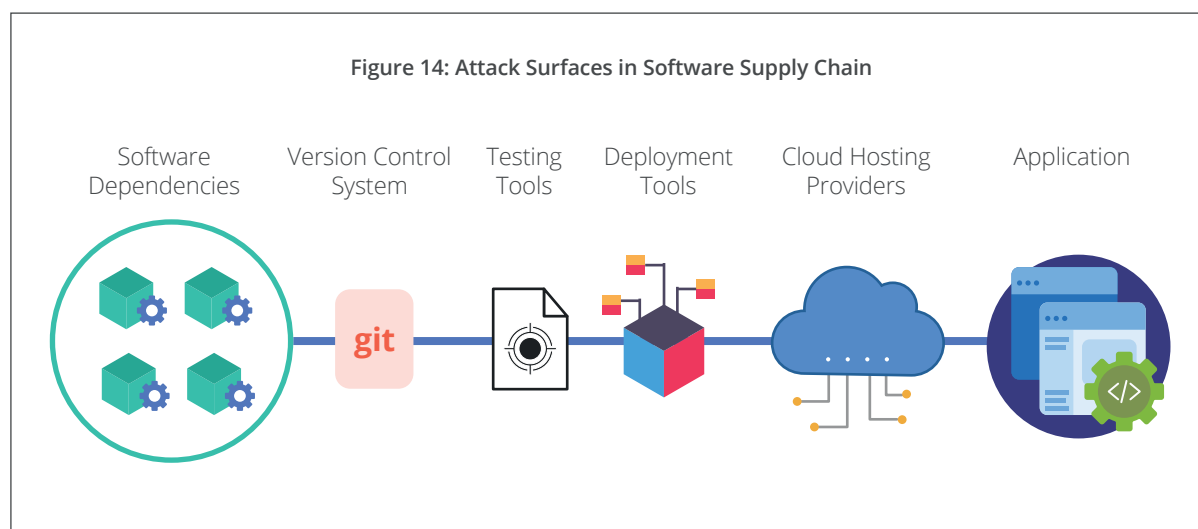 Figure 14: Attack Surfaces in Software Supply Chain
Software
Dependencies
Version Control
System
Testing
Tools
Deployment
Tools
Cloud Hosting
Providers
Application
git
</>